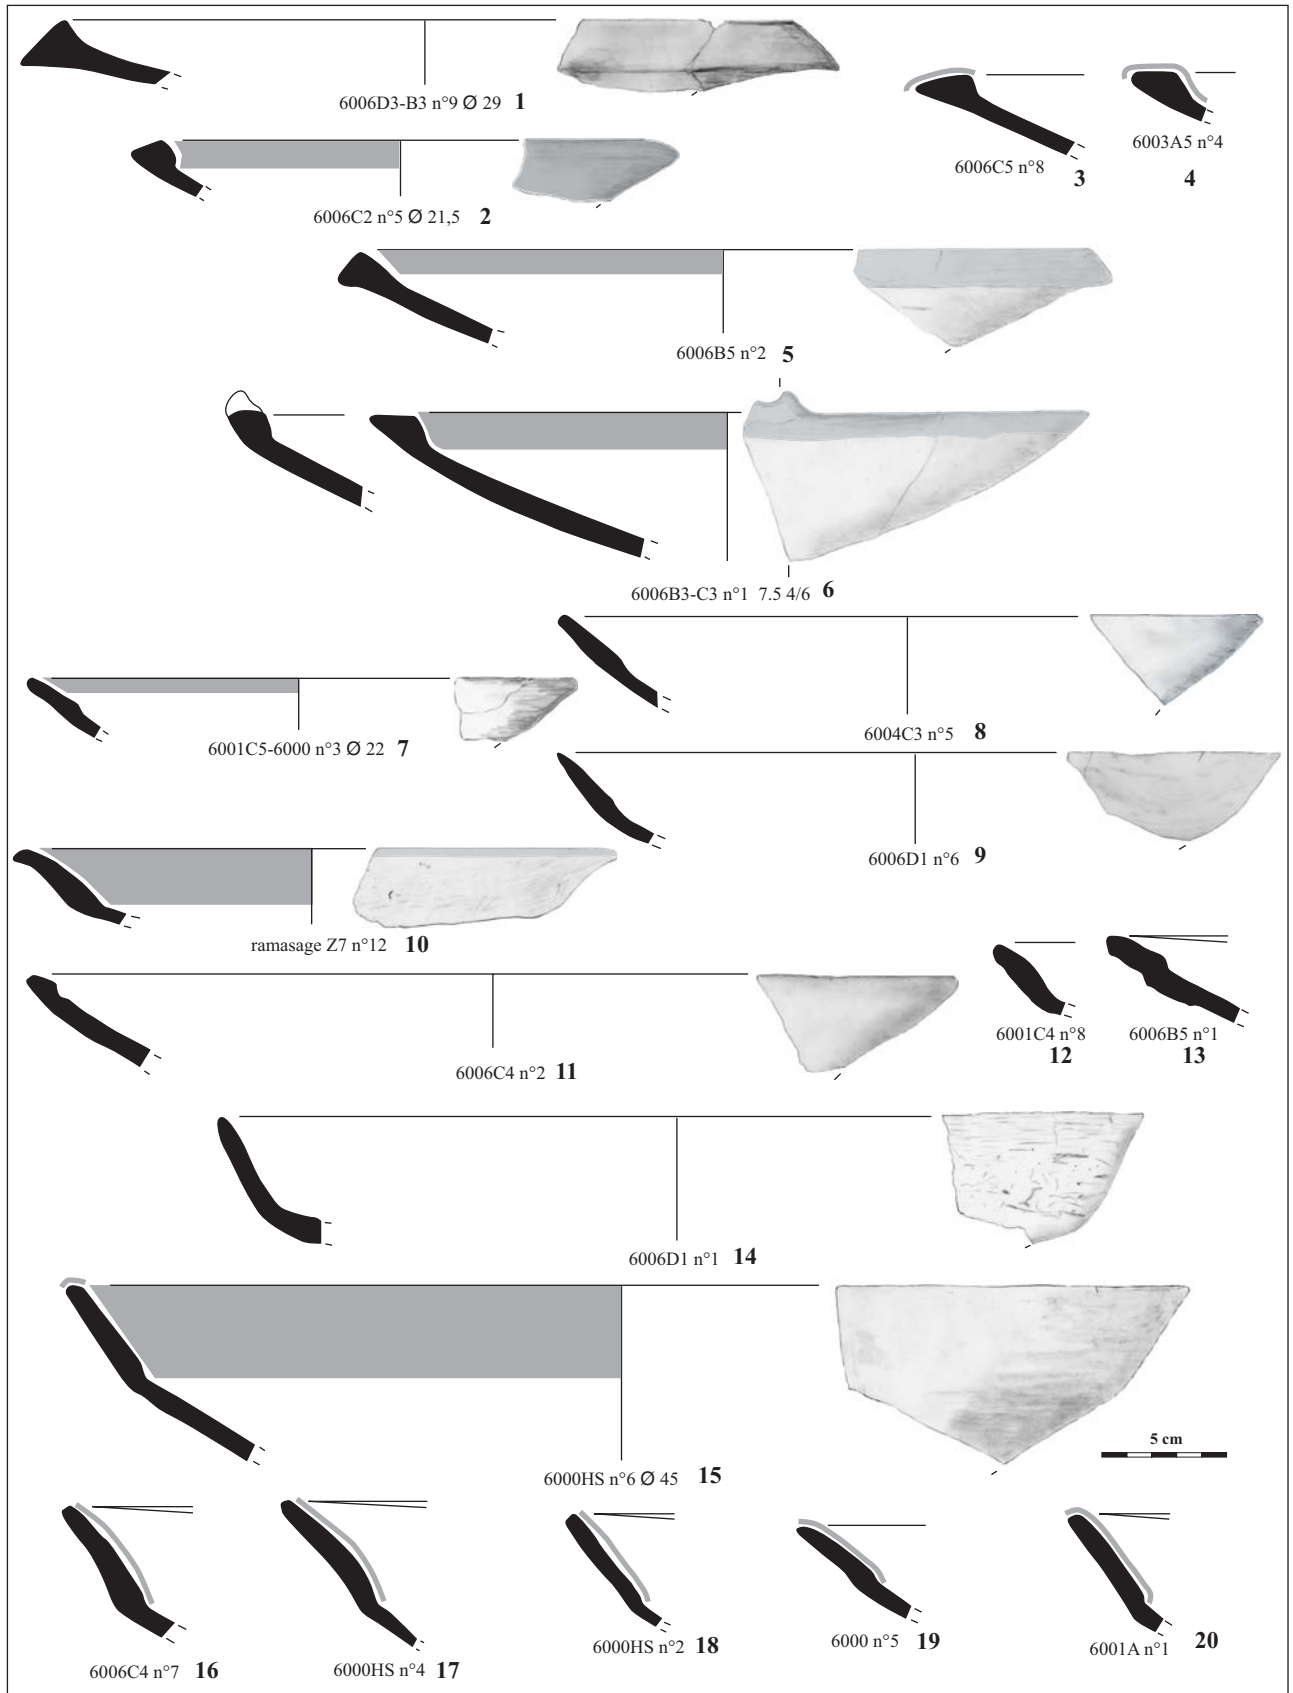 6006D3-B3 n°9 Ø 29 1
6006C5 n°8 3
6003A5 n°4
4
6006C2 n°5 Ø 21,5 2
6006B5 n°2 5
6006B3-C3 n°1 7.5 4/6 6
6001C5-6000 n°3 Ø 22 7
6004C3 n°5 8
6006D1 n°6 9
ramasage Z7 n°12 10
6006C4 n°2 11
6001C4 n°8
12
6006B5 n°1
13
6006D1 n°1 14
6000HS n°6 Ø 45 15
5 cm
6006C4 n°7 16
6000HS n°4 17
6000HS n°2 18
6000 n°5 19
6001A n°1 20